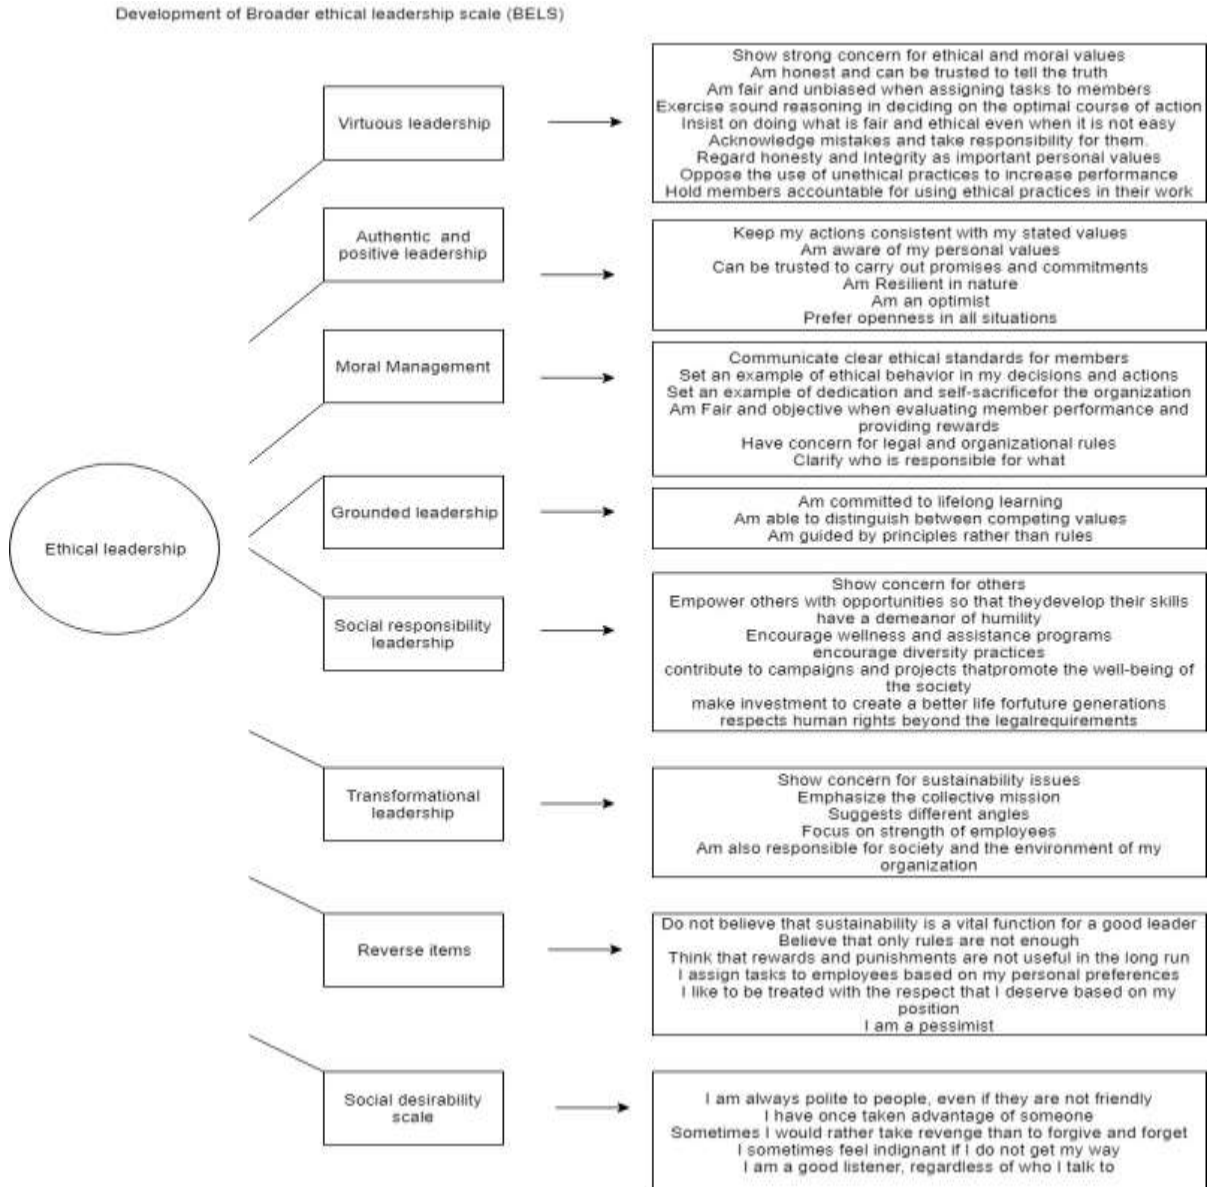 Development of Broader ethical leadership scale (BELS)
Virtuous leadership
Show strong concern for ethical and moral values
Am honest and can be trusted to tell the truth
Am fair and unbiased when assigning tasks to members
Exercise sound reasoning in deciding on the optimal course of action
Insist on doing what is fair and ethical even when it is not easy
Acknowledge mistakes and take responsibility for them.
Regard honesty and Integrity as important personal values
Oppose the use of unethical practices to increase performance
Hold members accountable for using ethical practices in their work
Authentic and
positive leadership
Keep my actions consistent with my stated values
Am aware of my personal values
Can be trusted to carry out promises and commitments
Am Resilient in nature
Am an optimist
Prefer openness in all situations
Moral Management
Communicate clear ethical standards for members
Set an example of ethical behavior in my decisions and actions
Set an example of dedication and self-sacrificefor the organization
Am Fair and objective when evaluating member performance and
providing rewards
Have concern for legal and organizational rules
Clarify who is responsible for what
Ethical leadership
Grounded leadership
Am committed to lifelong learning
Am able to distinguish between competing values
Am guided by principles rather than rules
Social responsibility
leadership
Show concern for others
Empower others with opportunities so that theydevelop their skills
have a demeanor of humility
Encourage wellness and assistance programs
encourage diversity practices
contribute to campaigns and projects thatpromote the well-being of
the society
make investment to create a better life forfuture generations
respects human rights beyond the legalrequirements
Transformational
leadership
Show concern for sustainability issues
Emphasize the collective mission
Suggests different angles
Focus on strength of employees
Am also responsible for society and the environment of my
organization
Reverse items
Do not believe that sustainability is a vital function for a good leader
Believe that only rules are not enough
Think that rewards and punishments are not useful in the long run
I assign tasks to employees based on my personal preferences
I like to be treated with the respect that I deserve based on my
position
I am a pessimist
Social desirability
scale
I am always polite to people, even if they are not friendly
I have once taken advantage of someone
Sometimes I would rather take revenge than to forgive and forget
I sometimes feel indignant if I do not get my way
I am a good listener, regardless of who I talk to